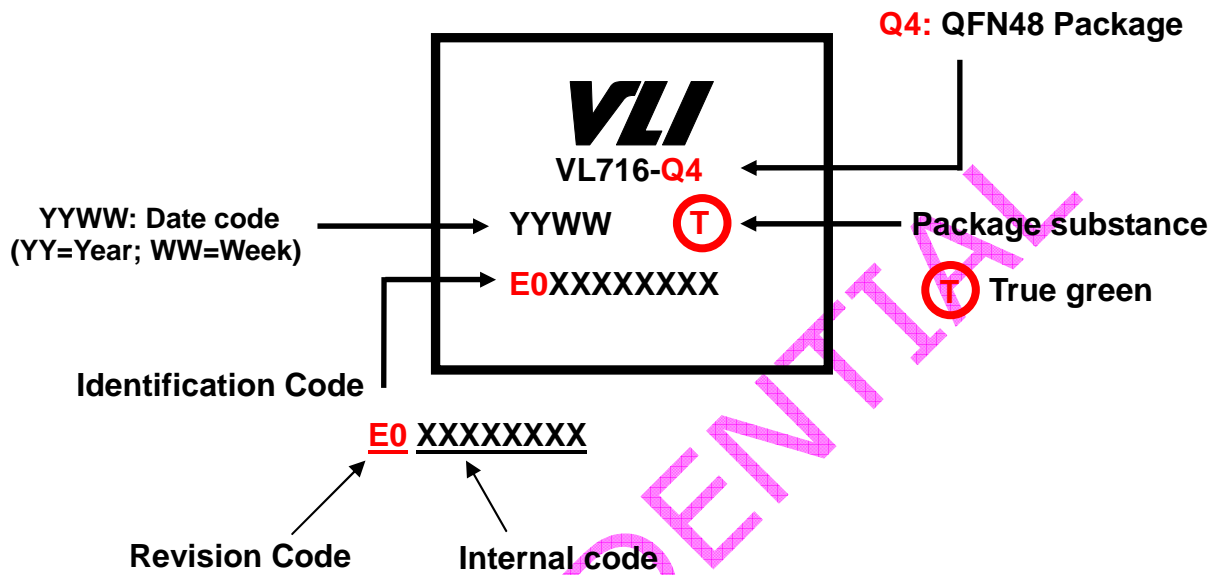 Q4: QFN48 Package
VLI
VL716-Q4
YYWW: Date code
(YY=Year; WW=Week)
YYWW T
Package substance
E0XXXXXXXX
T True green
Identification Code
E0 XXXXXXXX
Revision Code
Internal code
DENTIAL